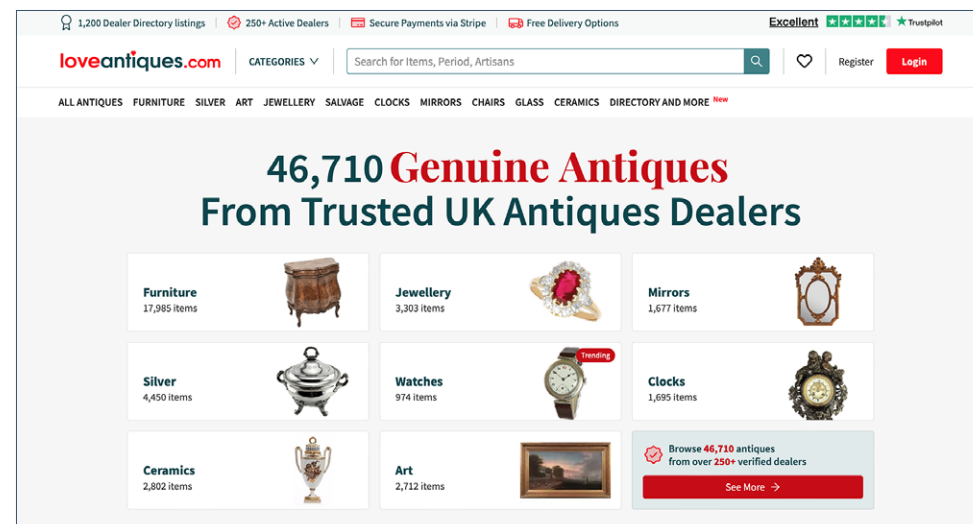 1,200 Dealer Directory listings
250+ Active Dealers
Secure Payments via Stripe
Free Delivery Options
Excellent
Trustpilot
loveantiques.com
CATEGORIES
Search for Items, Period, Artisans
Register
Login
ALL ANTIQUES FURNITURE SILVER ART JEWELLERY SALVAGE CLOCKS MIRRORS CHAIRS GLASS CERAMICS DIRECTORY AND MORE New
46,710 Genuine Antiques
From Trusted UK Antiques Dealers
Furniture
17,985 items
Jewellery
3,303 items
Mirrors
1,677 items
Silver
4,450 items
Trending
Watches
974 items
Clocks
1,695 items
Ceramics
2,802 items
Art
2,712 items
Browse 46,710 antiques
from over 250+ verified dealers
See More →